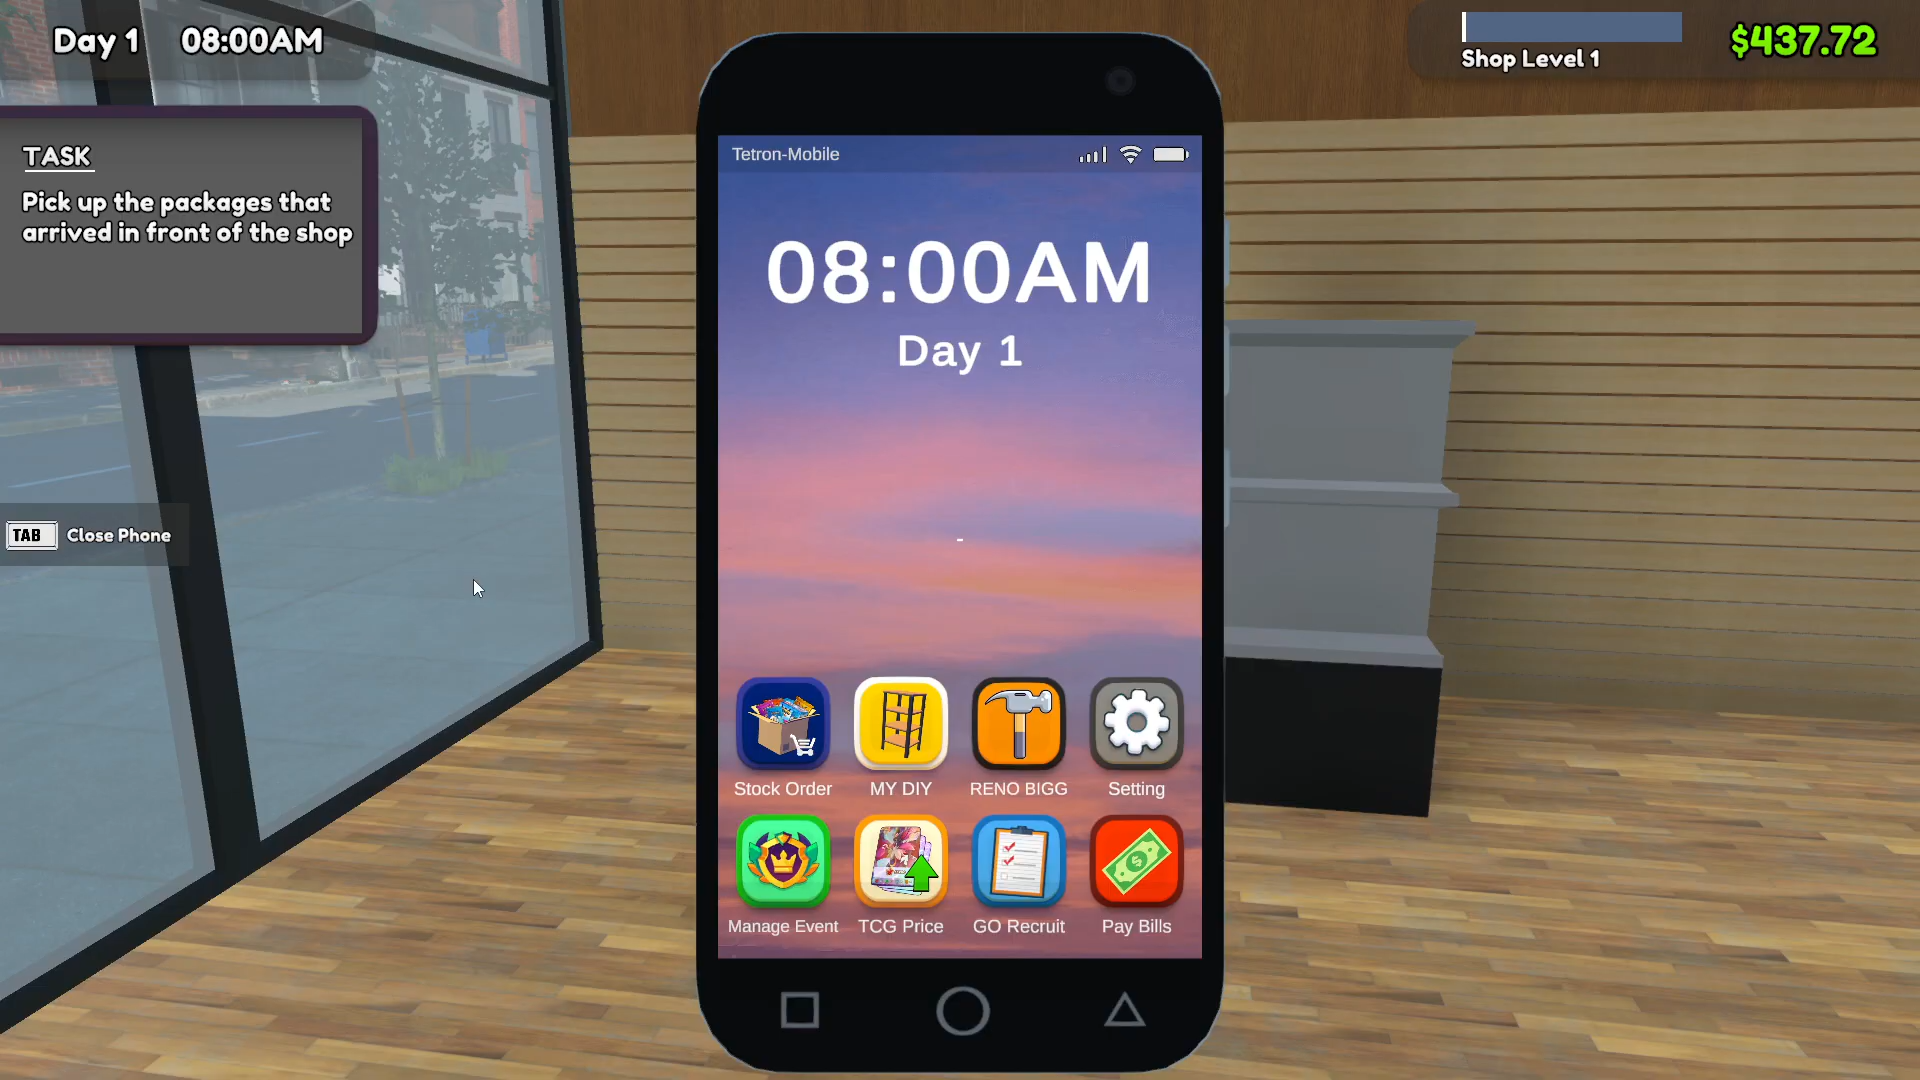 Day 1 08:00AM
Shop Level 1
$437.72
TASK
Pick up the packages that
arrived in front of the shop
TAB Close Phone
Tetron-Mobile
08:00AM
Day 1
Stock Order MY DIY RENO BIGG Setting
Manage Event TCG Price GO Recruit Pay Bills